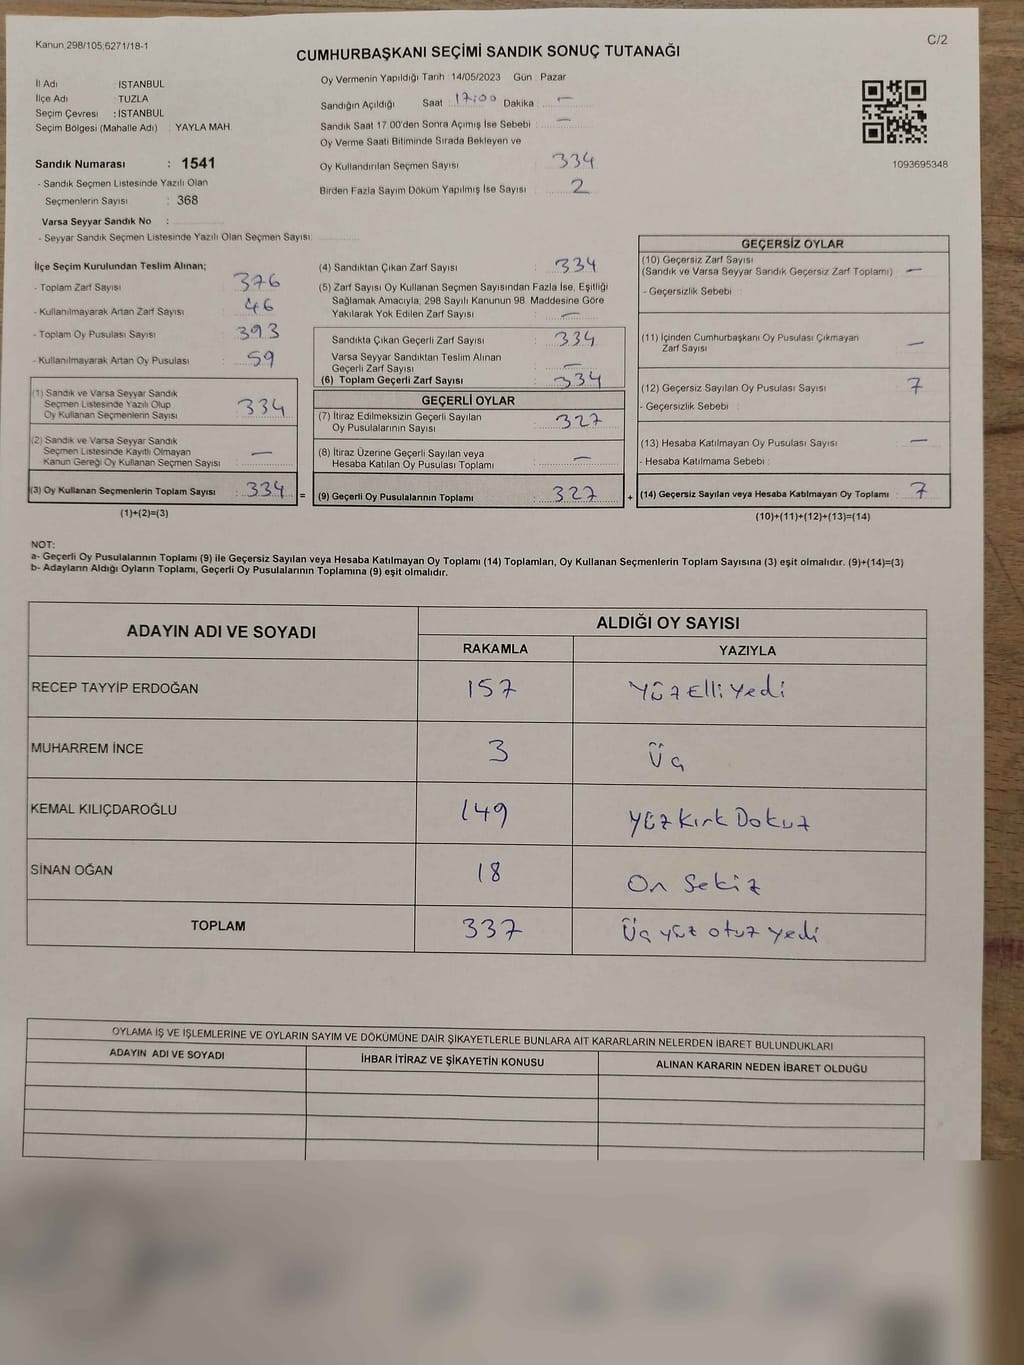 Kanun;298/105;6271/18-1
C/2
CUMHURBAŞKANI SEÇİMİ SANDIK SONUÇ TUTANAĞI
İl Adı : İSTANBUL
İlçe Adı : TUZLA
Seçim Çevresi : İSTANBUL
Seçim Bölgesi (Mahalle Adı) : YAYLA MAH.
Sandık Numarası : 1541
- Sandık Seçmen Listesinde Yazılı Olan
Seçmenlerin Sayısı : 368
Varsa Seyyar Sandık No :
- Seyyar Sandık Seçmen Listesinde Yazılı Olan Seçmen Sayısı:
Oy Vermenin Yapıldığı Tarih : 14/05/2023 Gün : Pazar
Sandığın Açıldığı Saat : 17:00 Dakika : —
Sandık Saat 17.00'den Sonra Açımış İse Sebebi : —
Oy Verme Saati Bitiminde Sırada Bekleyen ve
Oy Kullandırılan Seçmen Sayısı : 334
Birden Fazla Sayım Döküm Yapılmış İse Sayısı : 2
1093695348
İlçe Seçim Kurulundan Teslim Alınan;
- Toplam Zarf Sayısı : 376
- Kullanılmayarak Artan Zarf Sayısı : 46
- Toplam Oy Pusulası Sayısı : 393
- Kullanılmayarak Artan Oy Pusulası : 59
(1) Sandık ve Varsa Seyyar Sandık
Seçmen Listesinde Yazılı Olup
Oy Kullanan Seçmenlerin Sayısı : 334
(2) Sandık ve Varsa Seyyar Sandık
Seçmen Listesinde Kayıtlı Olmayan
Kanun Gereği Oy Kullanan Seçmen Sayısı : —
(3) Oy Kullanan Seçmenlerin Toplam Sayısı : 334 =
(1)+(2)=(3)
(4) Sandıktan Çıkan Zarf Sayısı : 334
(5) Zarf Sayısı Oy Kullanan Seçmen Sayısından Fazla İse, Eşitliği
Sağlamak Amacıyla, 298 Sayılı Kanunun 98. Maddesine Göre
Yakılarak Yok Edilen Zarf Sayısı : —
Sandıkta Çıkan Geçerli Zarf Sayısı : 334
Varsa Seyyar Sandıktan Teslim Alınan
Geçerli Zarf Sayısı : —
(6) Toplam Geçerli Zarf Sayısı : 334
GEÇERLİ OYLAR
(7) İtiraz Edilmeksizin Geçerli Sayılan
Oy Pusulalarının Sayısı : 327
(8) İtiraz Üzerine Geçerli Sayılan veya
Hesaba Katılan Oy Pusulası Toplamı : —
(9) Geçerli Oy Pusulalarının Toplamı : 327 +
GEÇERSİZ OYLAR
(10) Geçersiz Zarf Sayısı
(Sandık ve Varsa Seyyar Sandık Geçersiz Zarf Toplamı) : —
- Geçersizlik Sebebi :
(11) İçinden Cumhurbaşkanı Oy Pusulası Çıkmayan
Zarf Sayısı : —
(12) Geçersiz Sayılan Oy Pusulası Sayısı : 7
- Geçersizlik Sebebi :
(13) Hesaba Katılmayan Oy Pusulası Sayısı : —
- Hesaba Katılmama Sebebi :
(14) Geçersiz Sayılan veya Hesaba Katılmayan Oy Toplamı : 7
(10)+(11)+(12)+(13)=(14)
NOT:
a- Geçerli Oy Pusulalarının Toplamı (9) ile Geçersiz Sayılan veya Hesaba Katılmayan Oy Toplamı (14) Toplamları, Oy Kullanan Seçmenlerin Toplam Sayısına (3) eşit olmalıdır. (9)+(14)=(3)
b- Adayların Aldığı Oyların Toplamı, Geçerli Oy Pusulalarının Toplamına (9) eşit olmalıdır.
ADAYIN ADI VE SOYADI
ALDIĞI OY SAYISI
RAKAMLA YAZIYLA
RECEP TAYYİP ERDOĞAN 157 Yüz Elli Yedi
MUHARREM İNCE 3 Üç
KEMAL KILIÇDAROĞLU 149 Yüz Kırk Dokuz
SİNAN OĞAN 18 On Sekiz
TOPLAM 337 Üç yüz otuz yedi
OYLAMA İŞ VE İŞLEMLERİNE VE OYLARIN SAYIM VE DÖKÜMÜNE DAİR ŞİKAYETLERLE BUNLARA AİT KARARLARIN NELERDEN İBARET BULUNDUKLARI
ADAYIN ADI VE SOYADI İHBAR İTİRAZ VE ŞİKAYETİN KONUSU ALINAN KARARIN NEDEN İBARET OLDUĞU